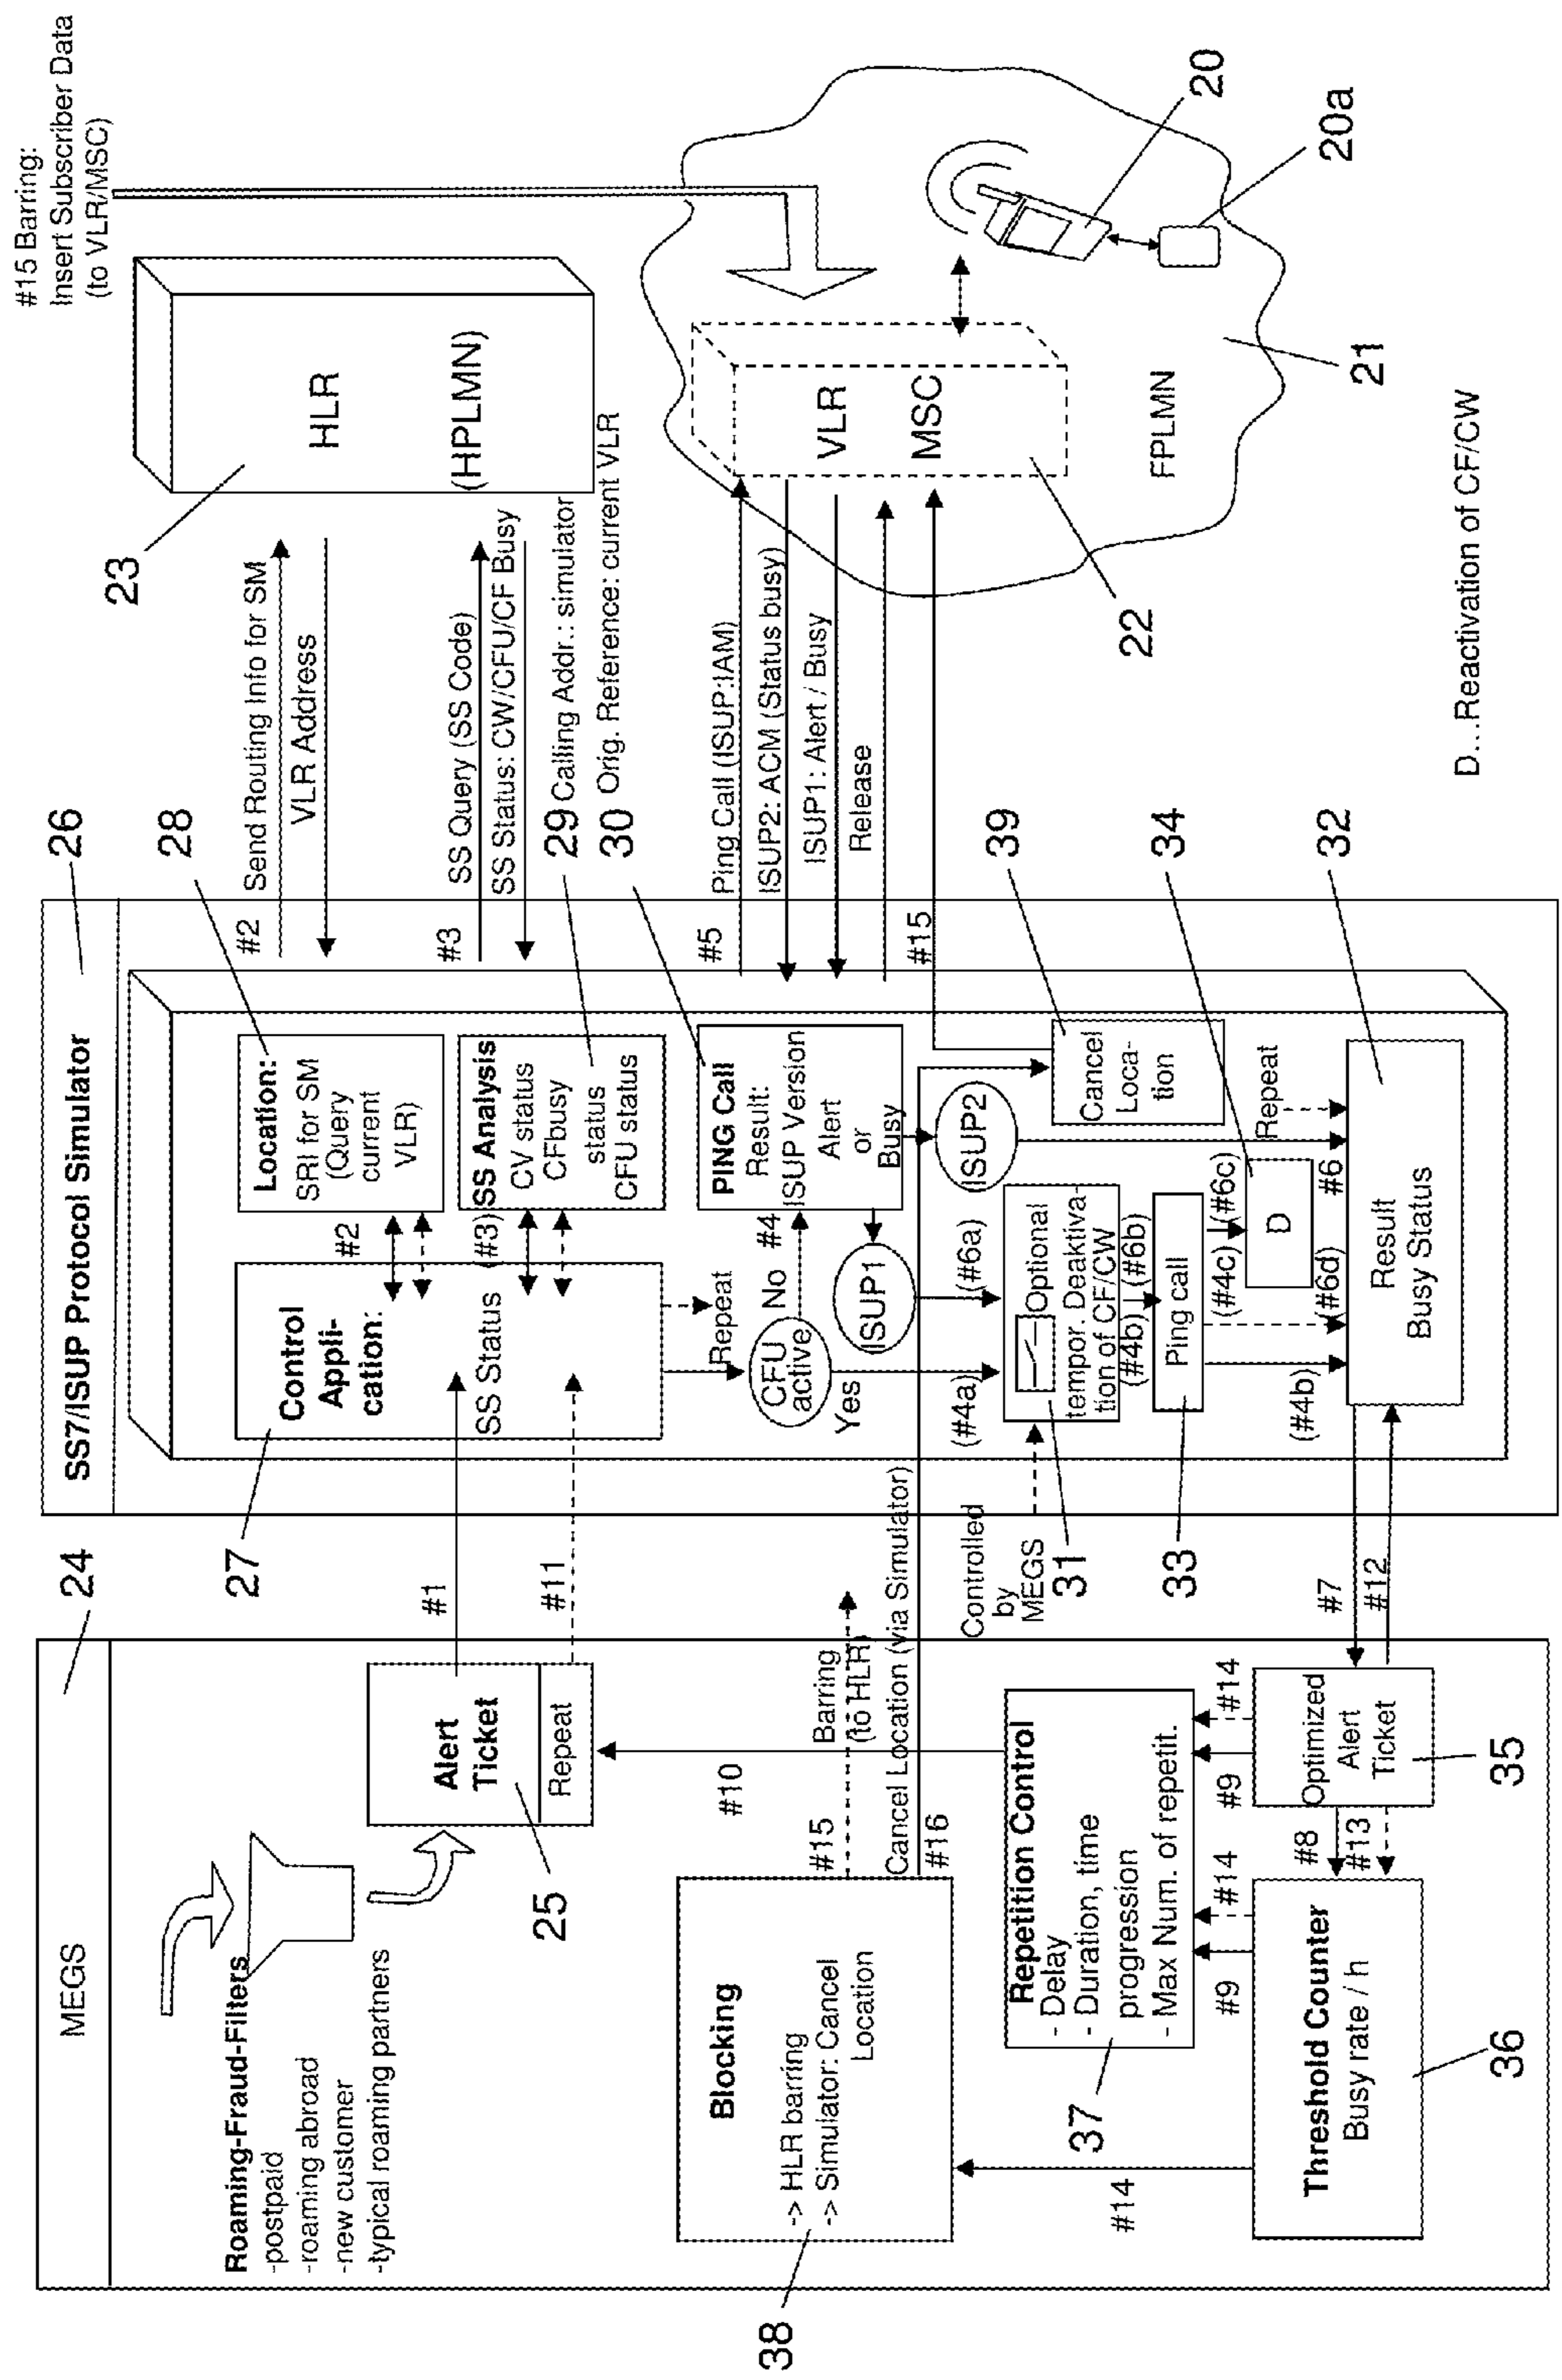 MEGS
24
Roaming-Fraud-Filters
-postpaid
-roaming abroad
-new customer
-typical roaming partners
Alert
Ticket
Repeat
25
#1
#11
#10
Blocking
-> HLR barring
-> Simulator: Cancel
Location
38
#15
Barring
(to HLR)
Cancel Location (via Simulator)
#16
Repetition Control
- Delay
- Duration, time
progression
- Max Num. of repetit.
37
#14
#9
#14
#9
#14
Threshold Counter
Busy rate / h
36
#8
#13
Optimized
Alert
Ticket
35
#7
#12
Controlled
by
MEGS
SS7/ISUP Protocol Simulator
26
Control
Appli-
cation:
SS Status
27
#2
(#3)
Location:
SRI for SM
(Query
current
VLR)
28
SS Analysis
CV status
CFbusy
status
CFU status
29
Repeat
CFU
active
No
Yes
#4
PING Call
Result:
ISUP Version
Alert
or
Busy
30
ISUP1
ISUP2
(#4a)
(#6a)
Optional
tempor. Deaktiva-
tion of CF/CW
31
(#4b)
(#6b)
Ping call
33
(#4c)
(#6c)
D
34
(#4b)
(#6d)
#6
Repeat
Cancel
Loca-
tion
39
Result
Busy Status
32
#2
Send Routing Info for SM
VLR Address
#3
SS Query (SS Code)
SS Status: CW/CFU/CF Busy
Calling Addr.: simulator
Orig. Reference: current VLR
#5
Ping Call (ISUP:IAM)
ISUP2: ACM (Status busy)
ISUP1: Alert / Busy
Release
#15
HLR
(HPLMN)
23
#15 Barring:
Insert Subscriber Data
(to VLR/MSC)
VLR
MSC
22
FPLMN
21
20
20a
D...Reactivation of CF/CW